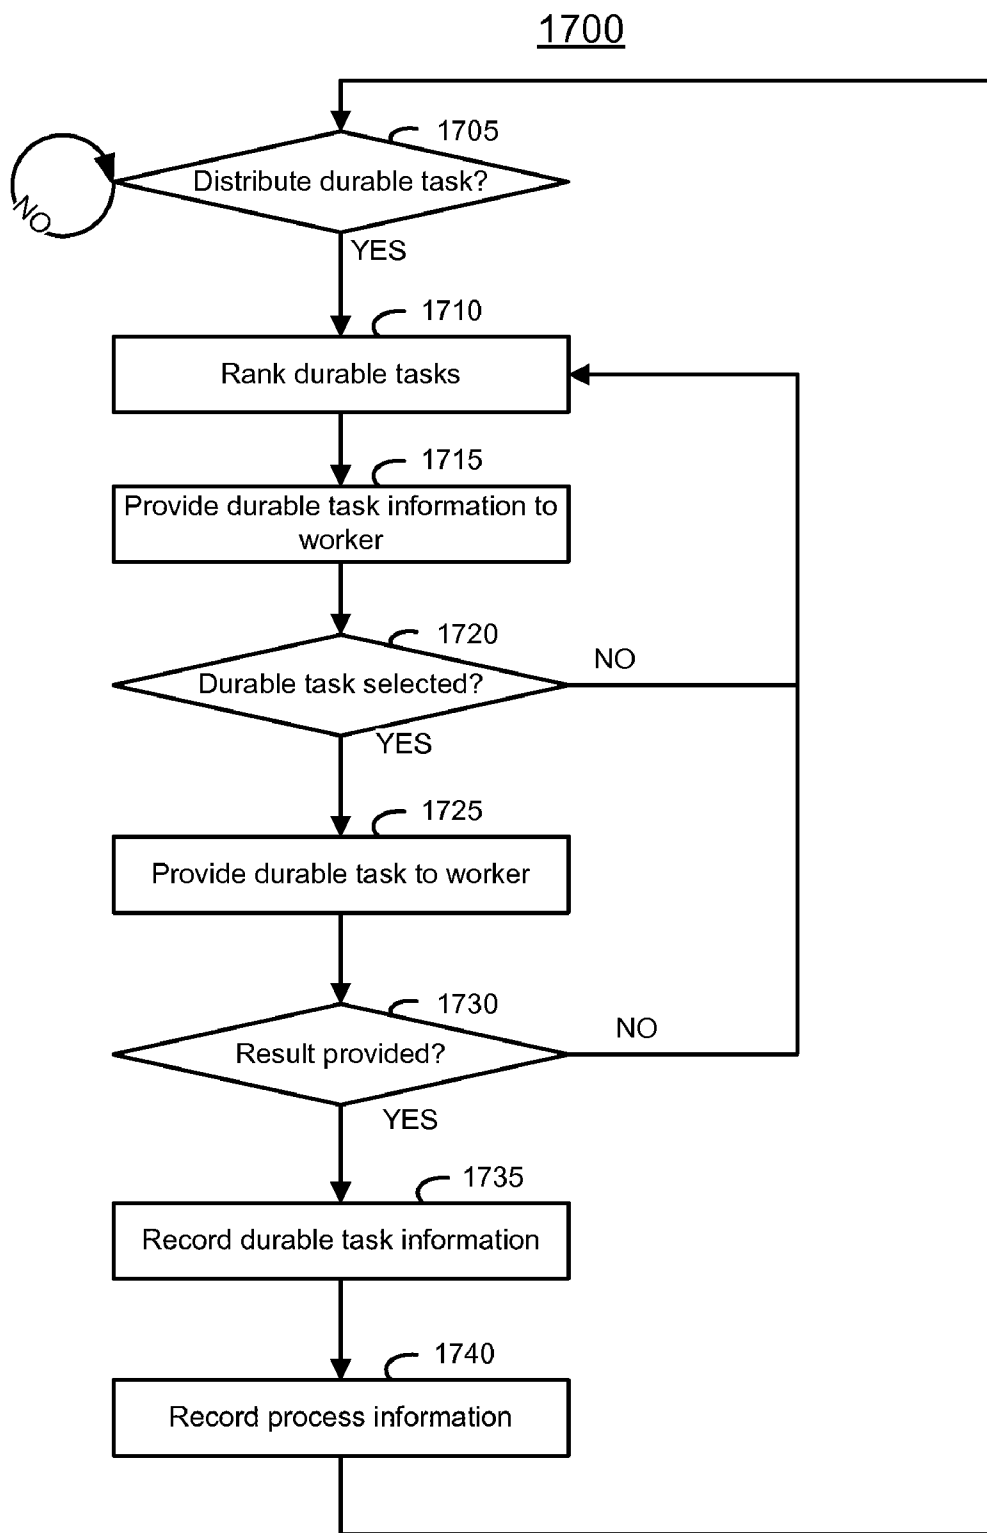 1700
1705
Distribute durable task?
NO
YES
1710
Rank durable tasks
1715
Provide durable task information to
worker
1720
NO
Durable task selected?
YES
1725
Provide durable task to worker
1730
NO
Result provided?
YES
1735
Record durable task information
1740
Record process information